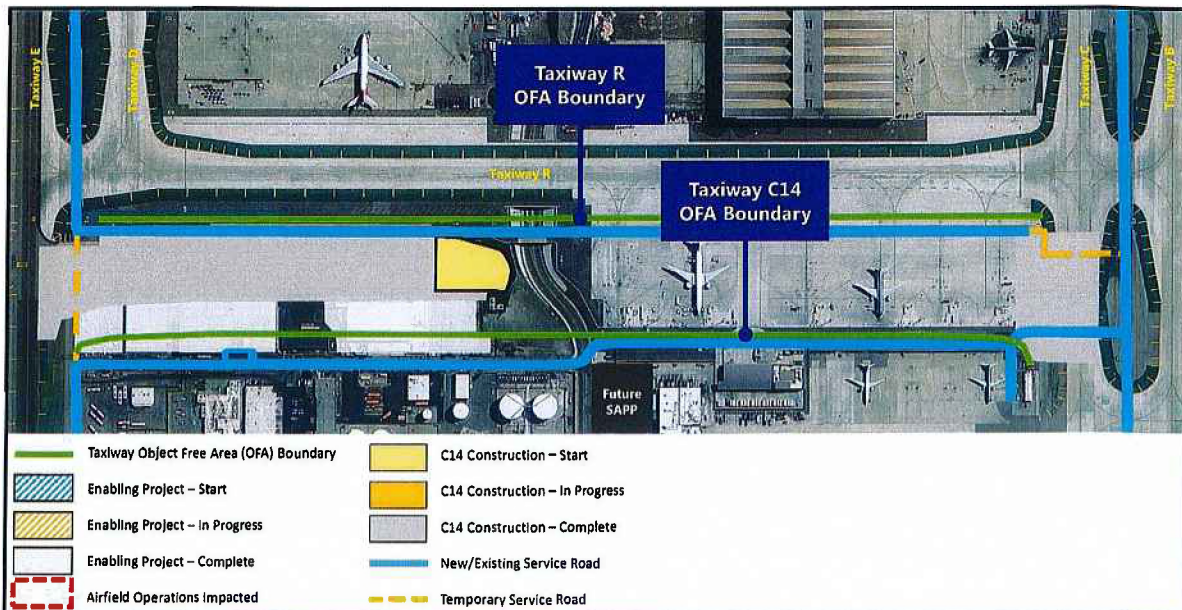 Taxiway E
Taxiway D
Taxiway C
Taxiway B
Taxiway R
OFA Boundary
Taxiway R
Taxiway C14
OFA Boundary
Future
SAPP
Taxiway Object Free Area (OFA) Boundary
Enabling Project – Start
Enabling Project – In Progress
Enabling Project – Complete
Airfield Operations Impacted
C14 Construction – Start
C14 Construction – In Progress
C14 Construction – Complete
New/Existing Service Road
Temporary Service Road